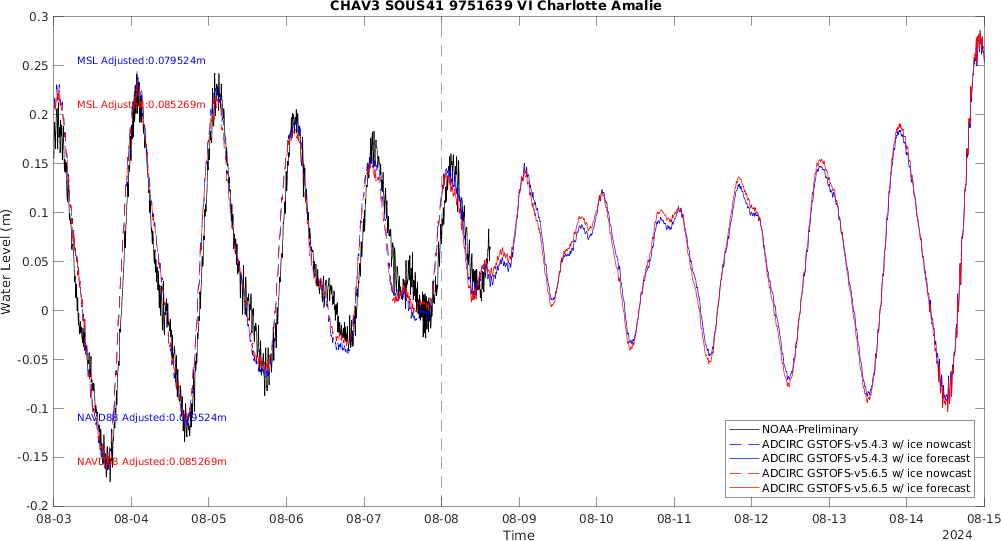 CHAV3 SOUS41 9751639 VI Charlotte Amalie
0.3
0.25
0.2
0.15
0.1
0.05
0
-0.05
-0.1
-0.15
-0.2
Water Level (m)
MSL Adjusted:0.079524m
MSL Adjusted:0.085269m
NAVD88 Adjusted:0.079524m
NAVD88 Adjusted:0.085269m
NOAA-Preliminary
ADCIRC GSTOFS-v5.4.3 w/ ice nowcast
ADCIRC GSTOFS-v5.4.3 w/ ice forecast
ADCIRC GSTOFS-v5.6.5 w/ ice nowcast
ADCIRC GSTOFS-v5.6.5 w/ ice forecast
08-03 08-04 08-05 08-06 08-07 08-08 08-09 08-10 08-11 08-12 08-13 08-14 08-15
Time
2024